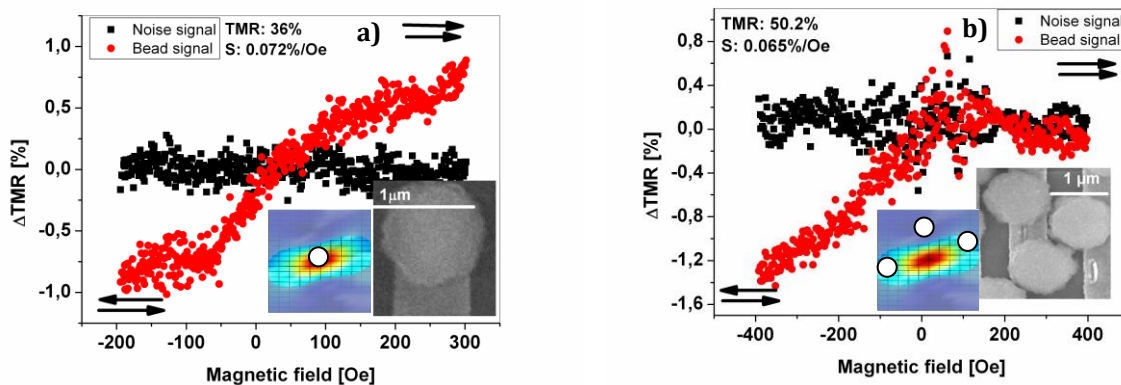 Noise signal
Bead signal
TMR: 36%
S: 0.072%/Oe
a)
1,0
0,5
0,0
-0,5
-1,0
ΔTMR [%]
1μm
-200 -100 0 100 200 300
Magnetic field [Oe]
TMR: 50.2%
S: 0.065%/Oe
b)
Noise signal
Bead signal
0,8
0,4
0,0
-0,4
-0,8
-1,2
-1,6
ΔTMR [%]
1 μm
-400 -200 0 200 400
Magnetic field [Oe]